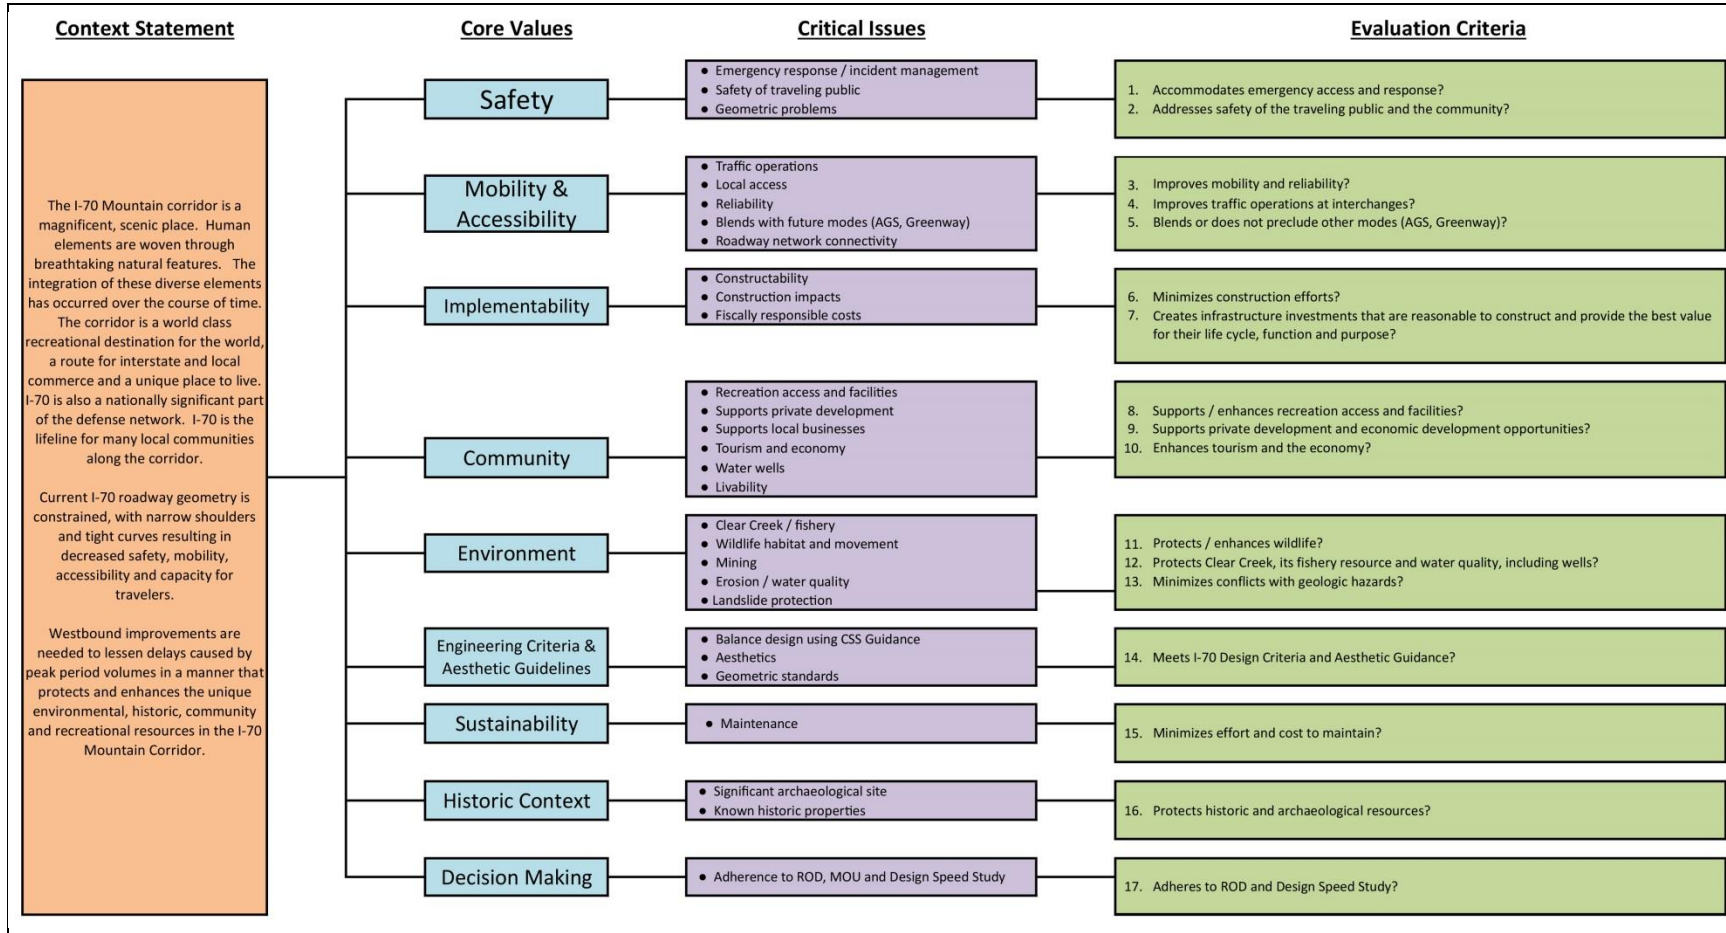 Context Statement
Core Values
Critical Issues
Evaluation Criteria
The I-70 Mountain corridor is a
magnificent, scenic place. Human
elements are woven through
breathtaking natural features. The
integration of these diverse elements
has occurred over the course of time.
The corridor is a world class
recreational destination for the world,
a route for interstate and local
commerce and a unique place to live.
I-70 is also a nationally significant part
of the defense network. I-70 is the
lifeline for many local communities
along the corridor.
Current I-70 roadway geometry is
constrained, with narrow shoulders
and tight curves resulting in
decreased safety, mobility,
accessibility and capacity for
travelers.
Westbound improvements are
needed to lessen delays caused by
peak period volumes in a manner that
protects and enhances the unique
environmental, historic, community
and recreational resources in the I-70
Mountain Corridor.
Safety
● Emergency response / incident management
● Safety of traveling public
● Geometric problems
1. Accommodates emergency access and response?
2. Addresses safety of the traveling public and the community?
Mobility &
Accessibility
● Traffic operations
● Local access
● Reliability
● Blends with future modes (AGS, Greenway)
● Roadway network connectivity
3. Improves mobility and reliability?
4. Improves traffic operations at interchanges?
5. Blends or does not preclude other modes (AGS, Greenway)?
Implementability
● Constructability
● Construction impacts
● Fiscally responsible costs
6. Minimizes construction efforts?
7. Creates infrastructure investments that are reasonable to construct and provide the best value
for their life cycle, function and purpose?
Community
● Recreation access and facilities
● Supports private development
● Supports local businesses
● Tourism and economy
● Water wells
● Livability
8. Supports / enhances recreation access and facilities?
9. Supports private development and economic development opportunities?
10. Enhances tourism and the economy?
Environment
● Clear Creek / fishery
● Wildlife habitat and movement
● Mining
● Erosion / water quality
● Landslide protection
11. Protects / enhances wildlife?
12. Protects Clear Creek, its fishery resource and water quality, including wells?
13. Minimizes conflicts with geologic hazards?
Engineering Criteria &
Aesthetic Guidelines
● Balance design using CSS Guidance
● Aesthetics
● Geometric standards
14. Meets I-70 Design Criteria and Aesthetic Guidance?
Sustainability
● Maintenance
15. Minimizes effort and cost to maintain?
Historic Context
● Significant archaeological site
● Known historic properties
16. Protects historic and archaeological resources?
Decision Making
● Adherence to ROD, MOU and Design Speed Study
17. Adheres to ROD and Design Speed Study?